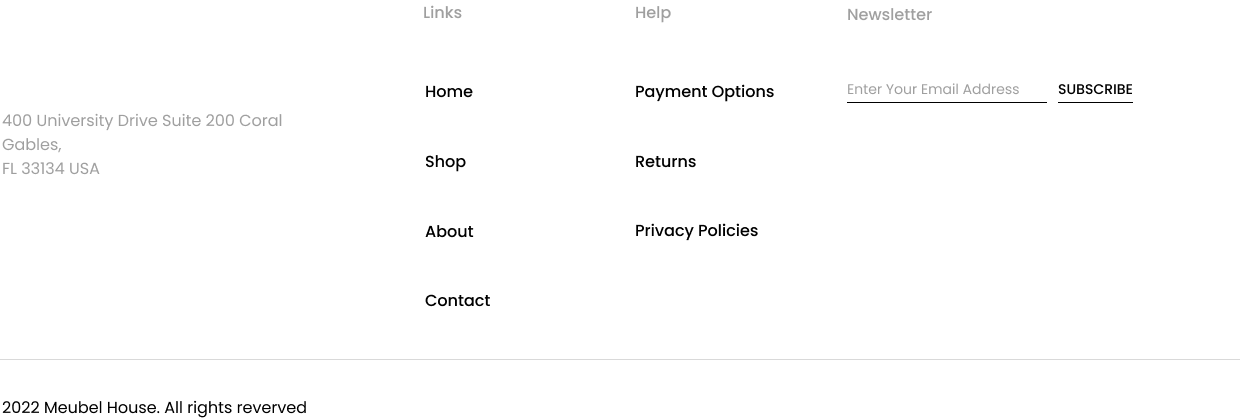 400 University Drive Suite 200 Coral
Gables,
FL 33134 USA
Links
Home
Shop
About
Contact
Help
Payment Options
Returns
Privacy Policies
Newsletter
Enter Your Email Address
SUBSCRIBE
2022 Meubel House. All rights reverved